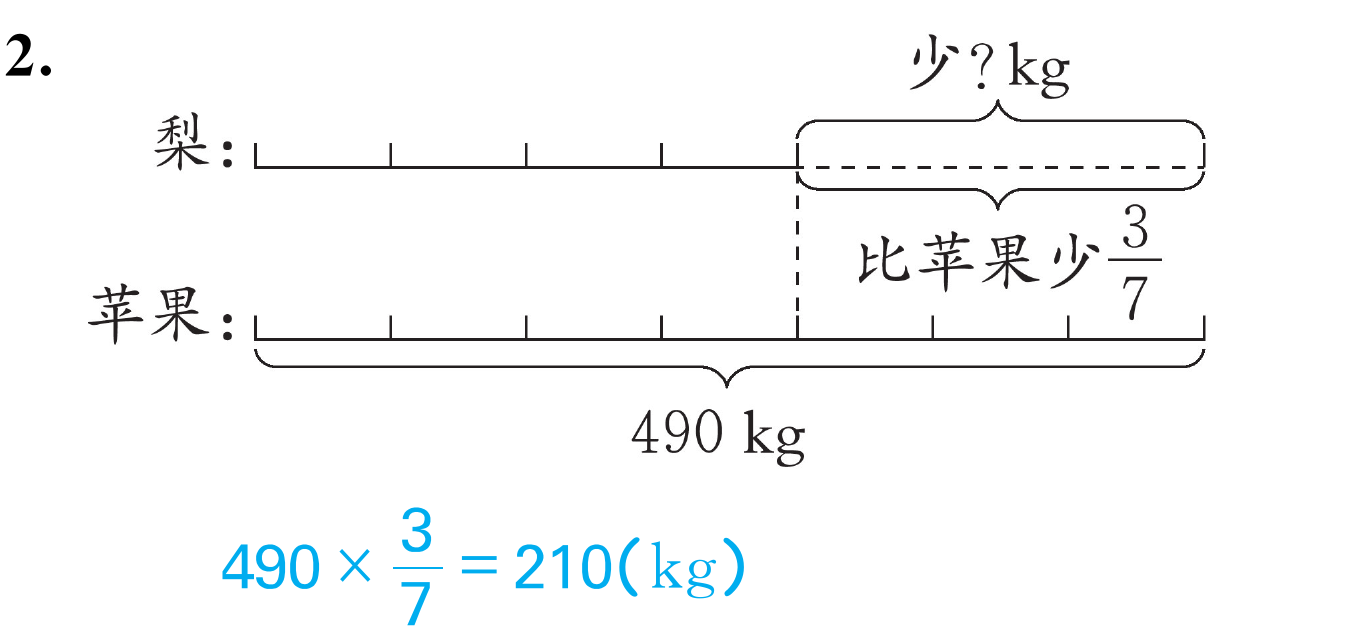 2.
少?kg
梨:
比苹果少3/7
苹果:
490 kg
490 × 3/7 = 210(kg)